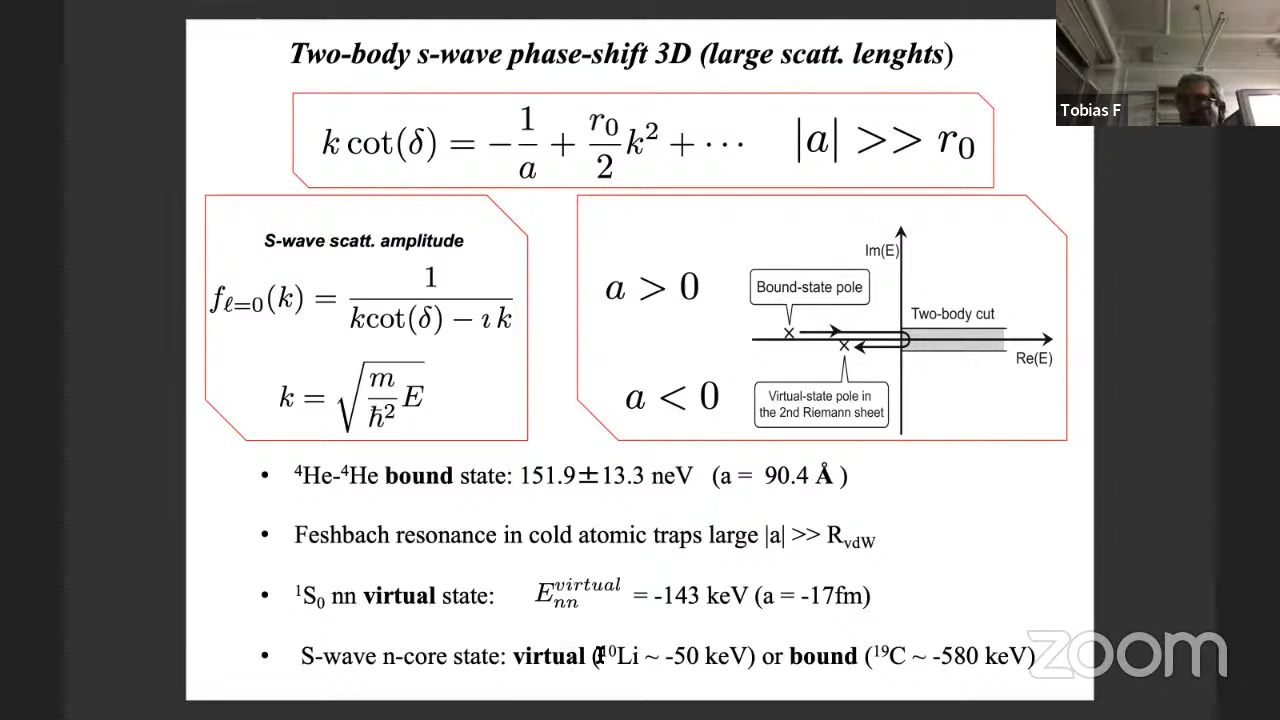 Two-body s-wave phase-shift 3D (large scatt. lenghts)
k cot(δ) = −1/a + r₀/2 k² + ··· |a| >> r₀
S-wave scatt. amplitude
f_{ℓ=0}(k) = 1/(kcot(δ) − ı k)
k = √(m/ħ² E)
a > 0
a < 0
Im(E)
Bound-state pole
Two-body cut
Re(E)
Virtual-state pole in
the 2nd Riemann sheet
• ⁴He-⁴He bound state: 151.9±13.3 neV (a = 90.4 Å )
• Feshbach resonance in cold atomic traps large |a| >> R_vdW
• ¹S₀ nn virtual state: E_{nn}^{virtual} = -143 keV (a = -17fm)
• S-wave n-core state: virtual (¹⁰Li ~ -50 keV) or bound (¹⁹C ~ -580 keV)
Tobias F
zoom